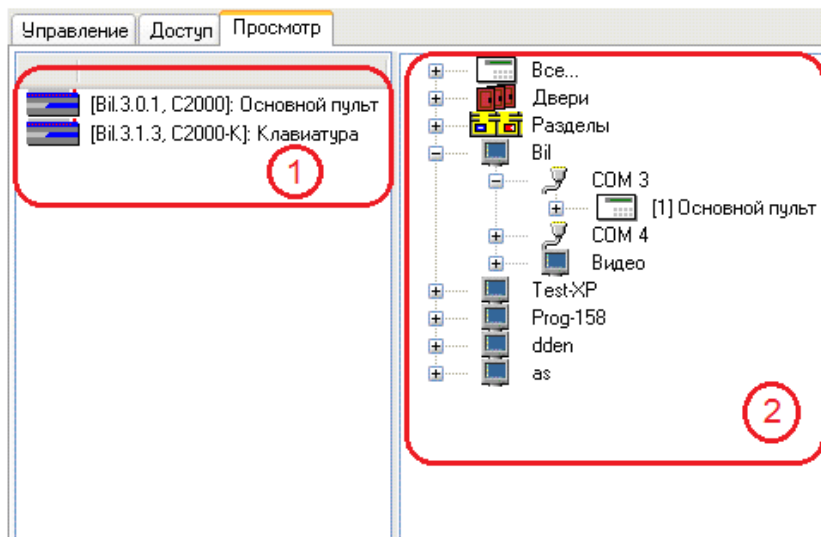 Управление Доступ Просмотр
[Bil.3.0.1, C2000]: Основной пульт
[Bil.3.1.3, C2000-K]: Клавиатура
1
Все...
Двери
Разделы
Bil
COM 3
[1] Основной пульт
COM 4
Видео
Test-XP
Prog-158
dden
as
2